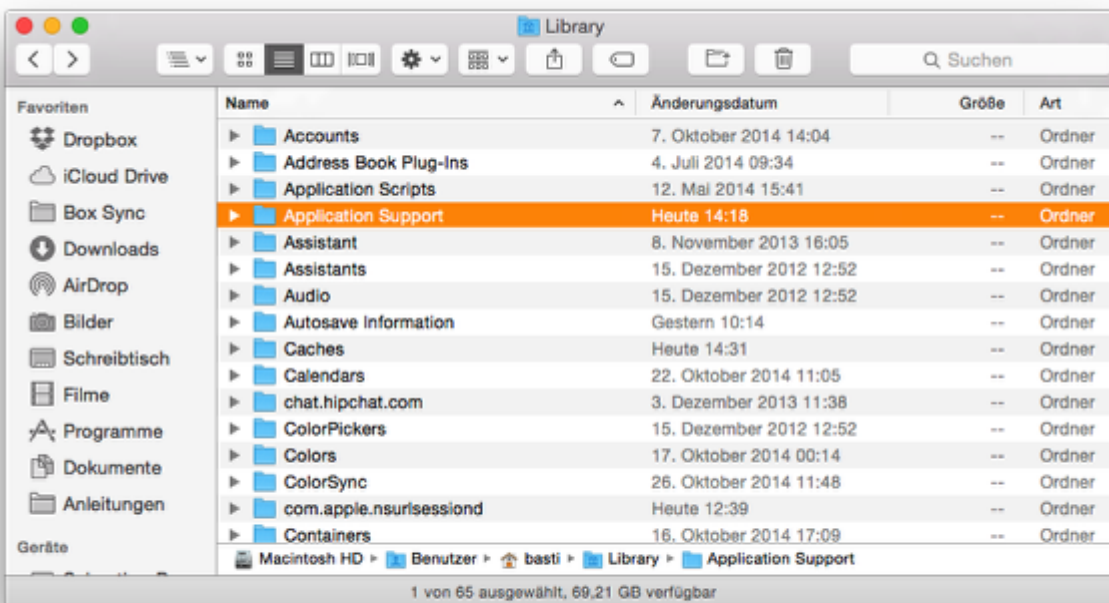 Library
Suchen
Favoriten
Dropbox
iCloud Drive
Box Sync
Downloads
AirDrop
Bilder
Schreibtisch
Filme
Programme
Dokumente
Anleitungen
Geräte
Name Änderungsdatum Größe Art
Accounts 7. Oktober 2014 14:04 -- Ordner
Address Book Plug-Ins 4. Juli 2014 09:34 -- Ordner
Application Scripts 12. Mai 2014 15:41 -- Ordner
Application Support Heute 14:18 -- Ordner
Assistant 8. November 2013 16:05 -- Ordner
Assistants 15. Dezember 2012 12:52 -- Ordner
Audio 15. Dezember 2012 12:52 -- Ordner
Autosave Information Gestern 10:14 -- Ordner
Caches Heute 14:31 -- Ordner
Calendars 22. Oktober 2014 11:05 -- Ordner
chat.hipchat.com 3. Dezember 2013 11:38 -- Ordner
ColorPickers 15. Dezember 2012 12:52 -- Ordner
Colors 17. Oktober 2014 00:14 -- Ordner
ColorSync 26. Oktober 2014 11:48 -- Ordner
com.apple.nsurlsessiond Heute 12:39 -- Ordner
Containers 16. Oktober 2014 17:09 -- Ordner
Macintosh HD ▸ Benutzer ▸ basti ▸ Library ▸ Application Support
1 von 65 ausgewählt, 69,21 GB verfügbar